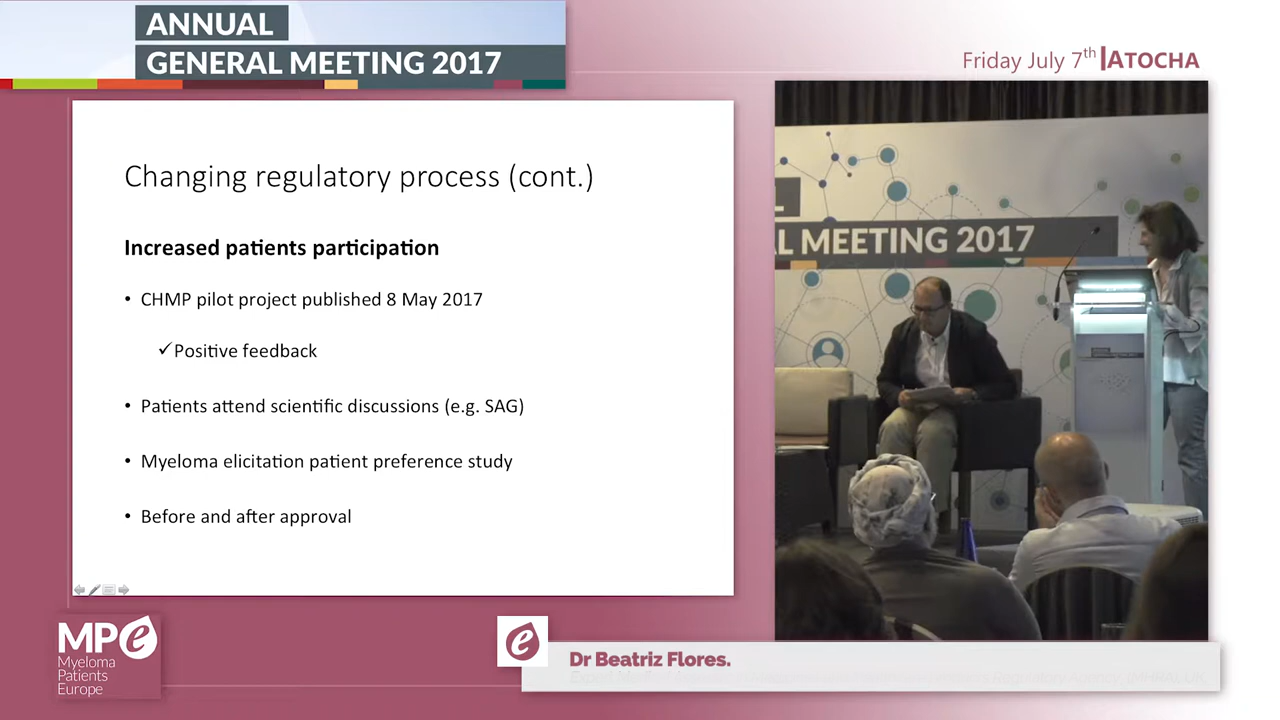 ANNUAL
GENERAL MEETING 2017
Friday July 7th | ATOCHA
Changing regulatory process (cont.)
Increased patients participation
• CHMP pilot project published 8 May 2017
✓Positive feedback
• Patients attend scientific discussions (e.g. SAG)
• Myeloma elicitation patient preference study
• Before and after approval
L MEETING 2017
MPe
Myeloma
Patients
Europe
e
Dr Beatriz Flores.